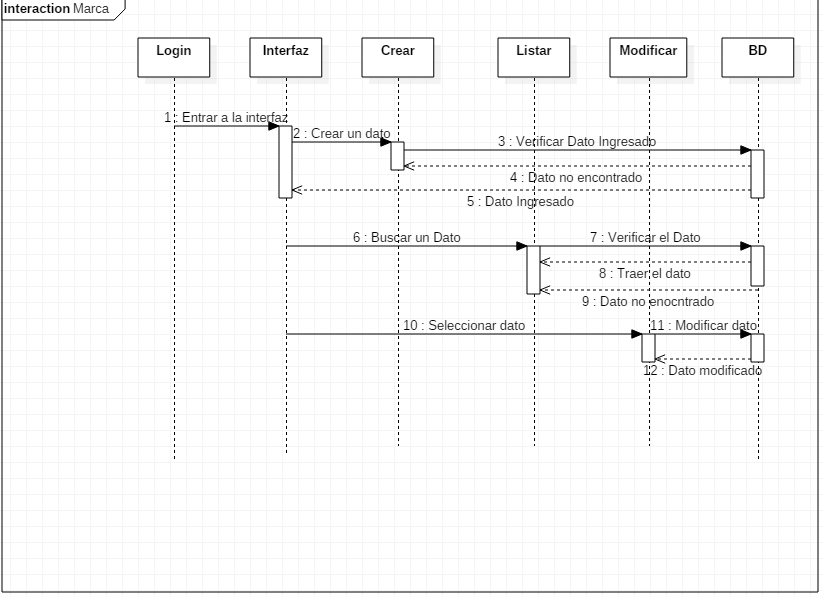 interaction Marca
Login
Interfaz
Crear
Listar
Modificar
BD
1 : Entrar a la interfaz
2 : Crear un dato
3 : Verificar Dato Ingresado
4 : Dato no encontrado
5 : Dato Ingresado
6 : Buscar un Dato
7 : Verificar el Dato
8 : Traer el dato
9 : Dato no enocntrado
10 : Seleccionar dato
11 : Modificar dato
12 : Dato modificado